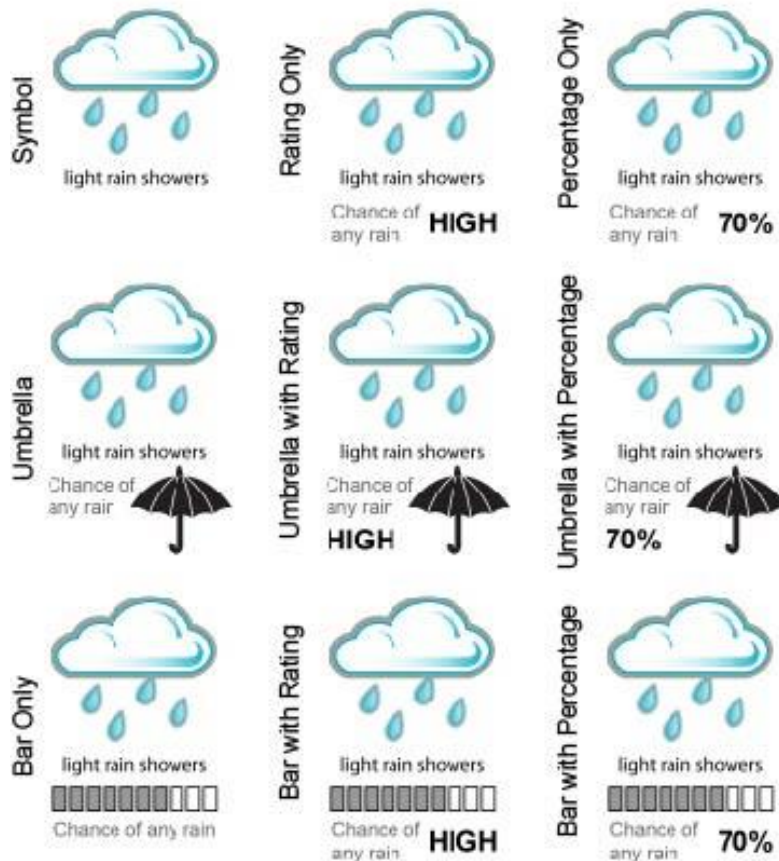 Symbol
light rain showers
Rating Only
light rain showers
Chance of
any rain HIGH
Percentage Only
light rain showers
Chance of
any rain 70%
Umbrella
light rain showers
Chance of
any rair
Umbrella with Rating
light rain showers
Chance of
any rair
HIGH
Umbrella with Percentage
light rain showers
Chance of
any rair
70%
Bar Only
light rain showers
Chance of any rain
Bar with Rating
light rain showers
Chance of
any rain HIGH
Bar with Percentage
light rain showers
Chance of
any rain 70%